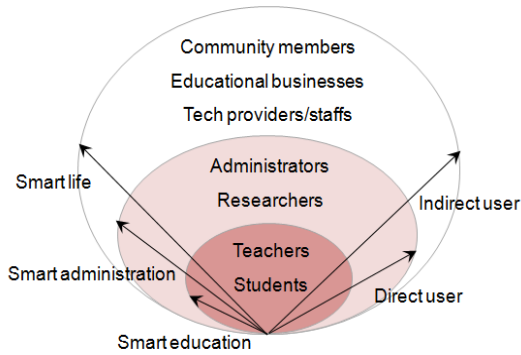 Community members
Educational businesses
Tech providers/staffs
Administrators
Researchers
Teachers
Students
Smart life
Smart administration
Smart education
Indirect user
Direct user